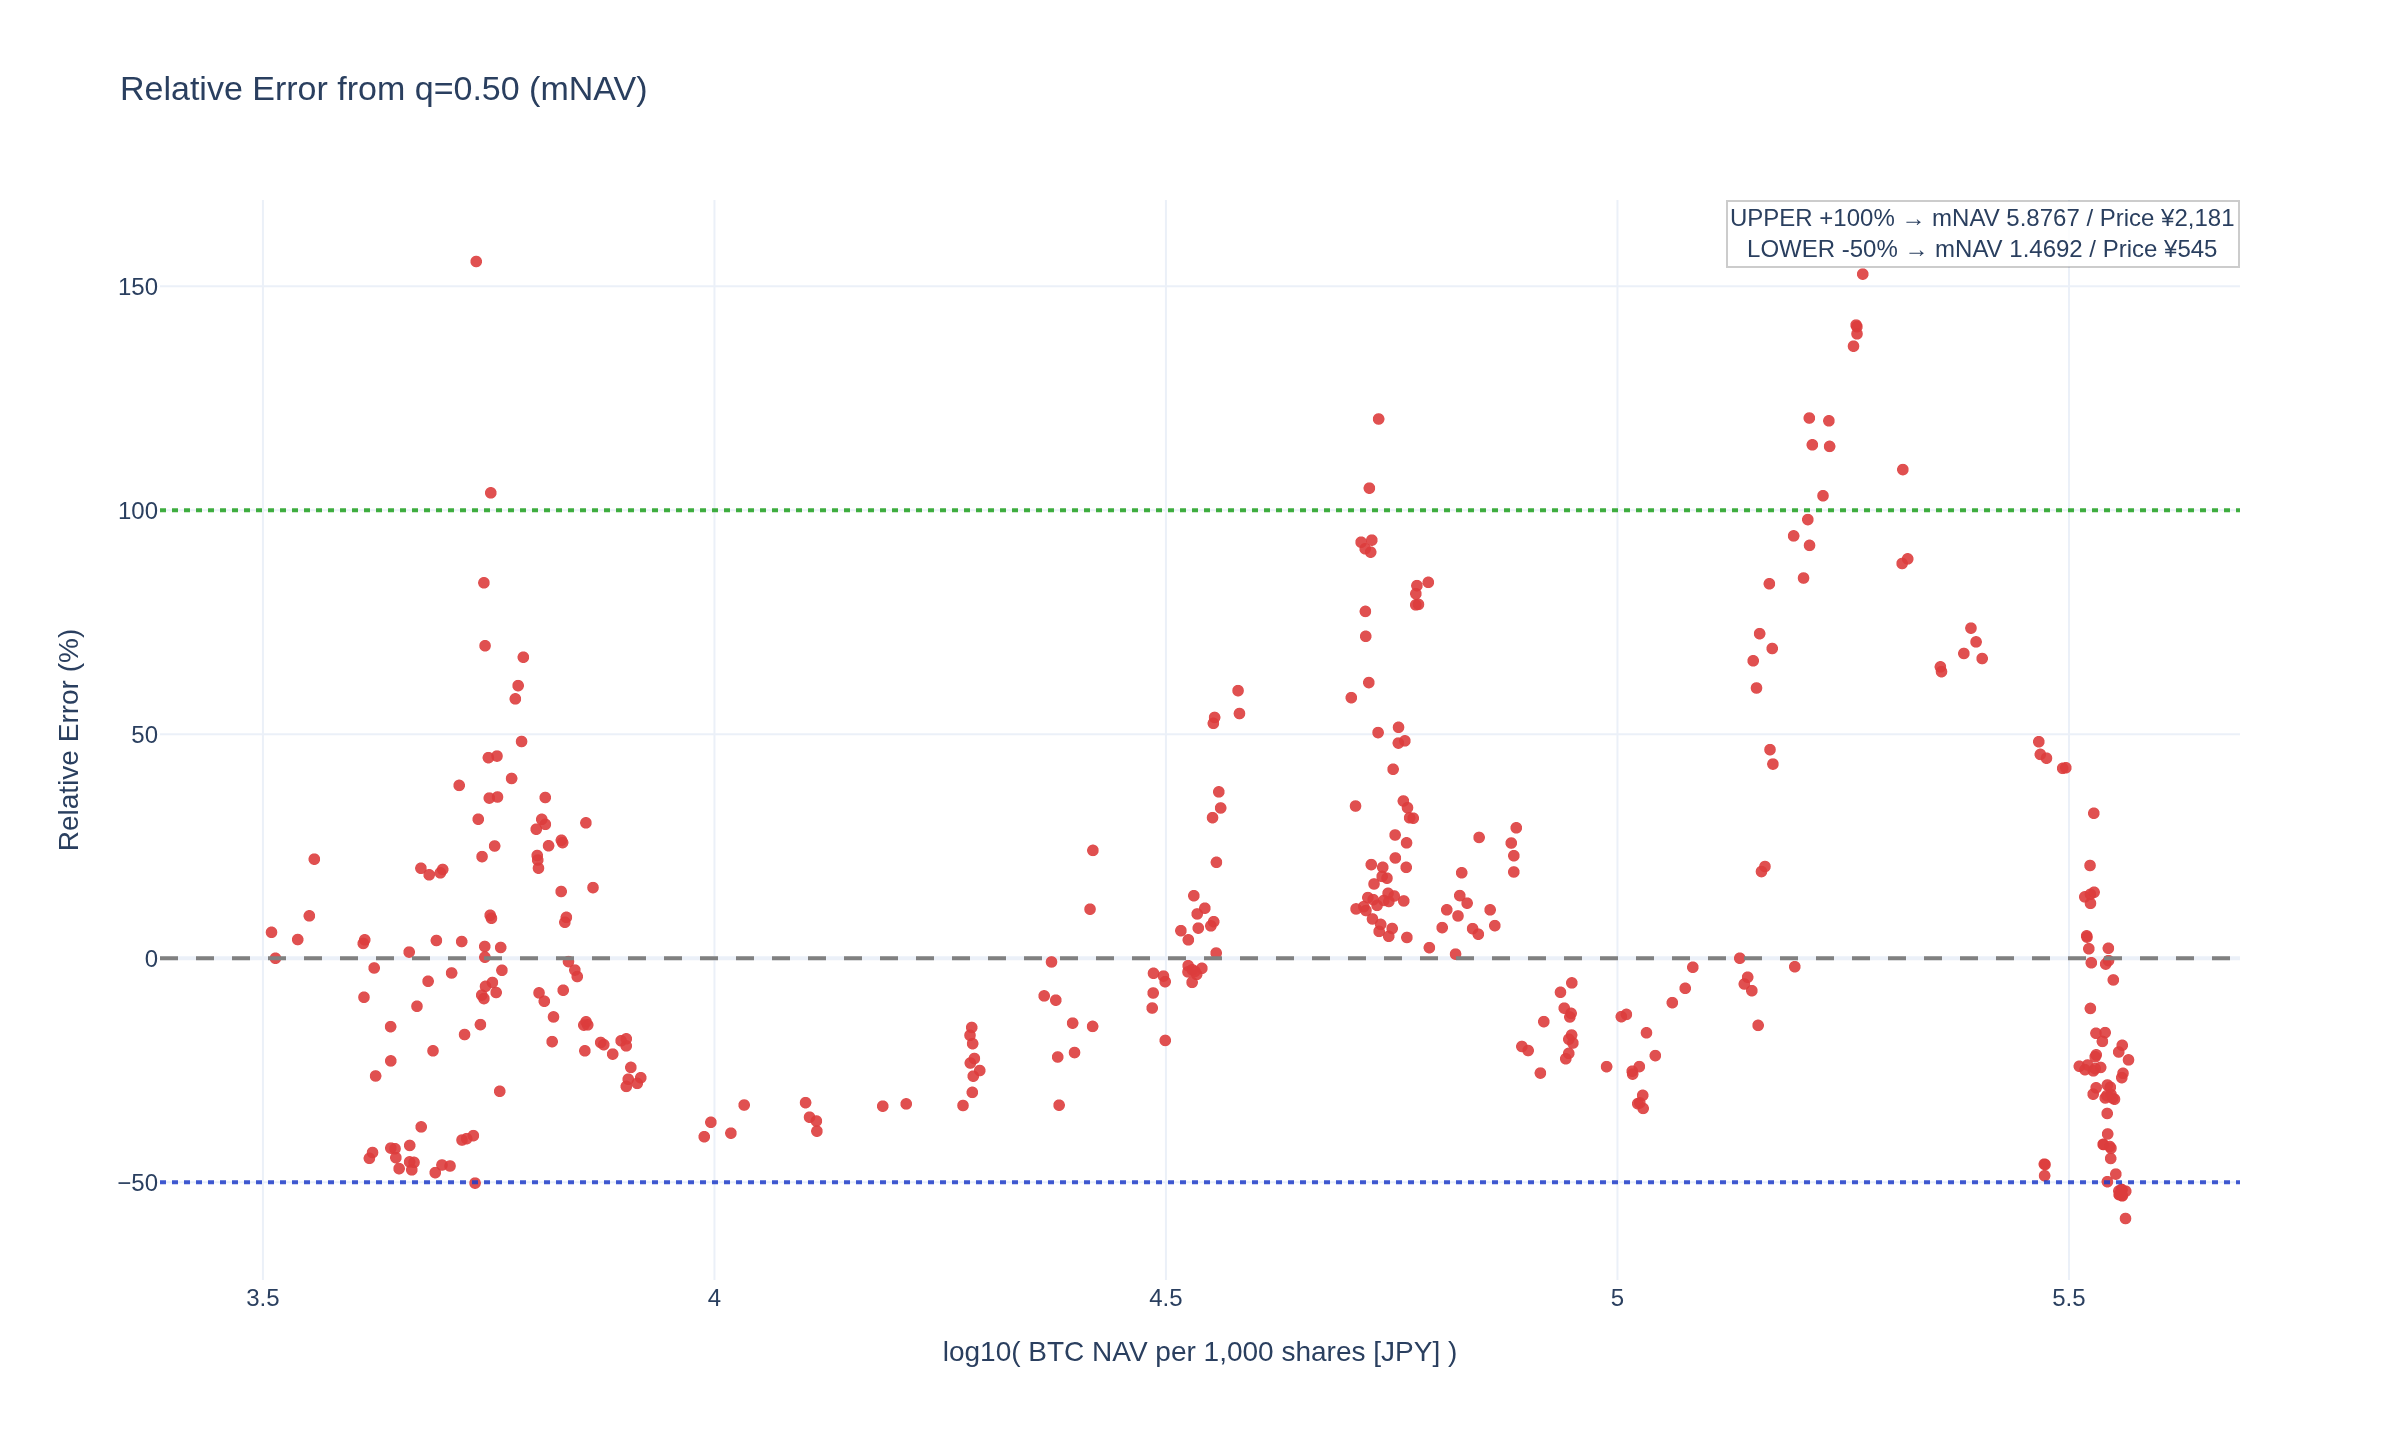 Relative Error from q=0.50 (mNAV)
UPPER +100% → mNAV 5.8767 / Price ¥2,181
LOWER -50% → mNAV 1.4692 / Price ¥545
150
100
50
0
−50
Relative Error (%)
3.5 4 4.5 5 5.5
log10( BTC NAV per 1,000 shares [JPY] )